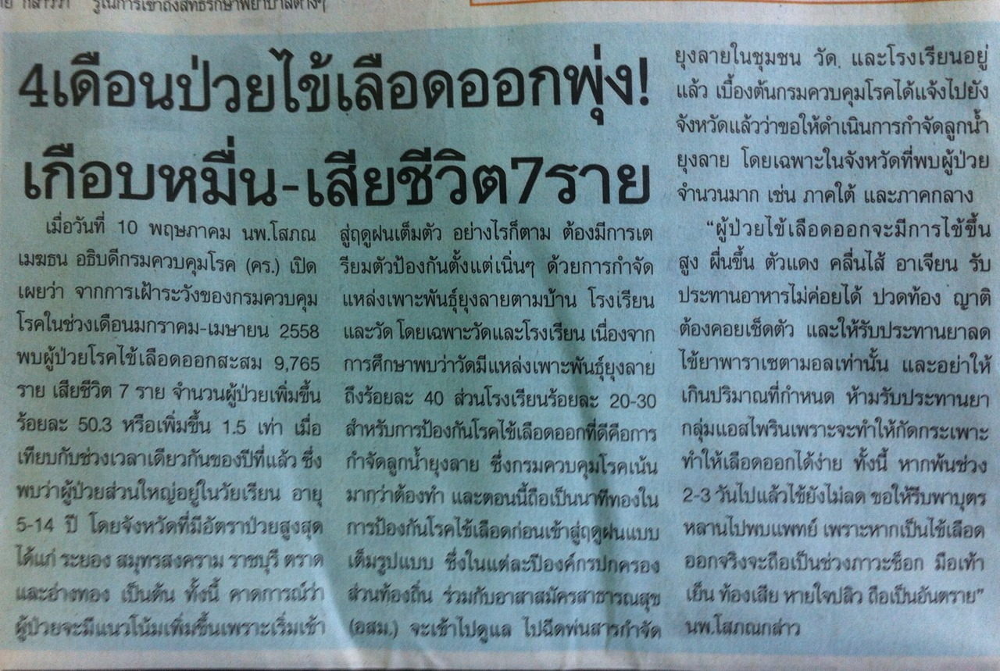 รู้ในการเข้าถึงสิทธิรักษาพยาบาลต่างๆ
4เดือนป่วยไข้เลือดออกพุ่ง!
เกือบหมื่น-เสียชีวิต7ราย
เมื่อวันที่ 10 พฤษภาคม นพ.โสภณ
เมฆธน อธิบดีกรมควบคุมโรค (คร.) เปิด
เผยว่า จากการเฝ้าระวังของกรมควบคุม
โรคในช่วงเดือนมกราคม-เมษายน 2558
พบผู้ป่วยโรคไข้เลือดออกสะสม 9,765
ราย เสียชีวิต 7 ราย จำนวนผู้ป่วยเพิ่มขึ้น
ร้อยละ 50.3 หรือเพิ่มขึ้น 1.5 เท่า เมื่อ
เทียบกับช่วงเวลาเดียวกันของปีที่แล้ว ซึ่ง
พบว่าผู้ป่วยส่วนใหญ่อยู่ในวัยเรียน อายุ
5-14 ปี โดยจังหวัดที่มีอัตราป่วยสูงสุด
ได้แก่ ระยอง สมุทรสงคราม ราชบุรี ตราด
และอ่างทอง เป็นต้น ทั้งนี้ คาดการณ์ว่า
ผู้ป่วยจะมีแนวโน้มเพิ่มขึ้นเพราะเริ่มเข้า
สู่ฤดูฝนเต็มตัว อย่างไรก็ตาม ต้องมีการเต
รียมตัวป้องกันตั้งแต่เนิ่นๆ ด้วยการกำจัด
แหล่งเพาะพันธุ์ยุงลายตามบ้าน โรงเรียน
และวัด โดยเฉพาะวัดและโรงเรียน เนื่องจาก
การศึกษาพบว่าวัดมีแหล่งเพาะพันธุ์ยุงลาย
ถึงร้อยละ 40 ส่วนโรงเรียนร้อยละ 20-30
สำหรับการป้องกันโรคไข้เลือดออกที่ดีคือการ
กำจัดลูกน้ำยุงลาย ซึ่งกรมควบคุมโรคเน้น
มากว่าต้องทำ และตอนนี้ถือเป็นนาทีทองใน
การป้องกันโรคไข้เลือดก่อนเข้าสู่ฤดูฝนแบบ
เต็มรูปแบบ ซึ่งในแต่ละปีองค์กรปกครอง
ส่วนท้องถิ่น ร่วมกับอาสาสมัครสาธารณสุข
(อสม.) จะเข้าไปดูแล ไปฉีดพ่นสารกำจัด
ยุงลายในชุมชน วัด และโรงเรียนอยู่
แล้ว เบื้องต้นกรมควบคุมโรคได้แจ้งไปยัง
จังหวัดแล้วว่าขอให้ดำเนินการกำจัดลูกน้ำ
ยุงลาย โดยเฉพาะในจังหวัดที่พบผู้ป่วย
จำนวนมาก เช่น ภาคใต้ และภาคกลาง
“ผู้ป่วยไข้เลือดออกจะมีการไข้ขึ้น
สูง ผื่นขึ้น ตัวแดง คลื่นไส้ อาเจียน รับ
ประทานอาหารไม่ค่อยได้ ปวดท้อง ญาติ
ต้องคอยเช็ดตัว และให้รับประทานยาลด
ไข้ยาพาราเซตามอลเท่านั้น และอย่าให้
เกินปริมาณที่กำหนด ห้ามรับประทานยา
กลุ่มแอสไพรินเพราะจะทำให้กัดกระเพาะ
ทำให้เลือดออกได้ง่าย ทั้งนี้ หากพ้นช่วง
2-3 วันไปแล้วไข้ยังไม่ลด ขอให้รีบพาบุตร
หลานไปพบแพทย์ เพราะหากเป็นไข้เลือด
ออกจริงจะถือเป็นช่วงภาวะช็อก มือเท้า
เย็น ท้องเสีย หายใจปลิว ถือเป็นอันตราย”
นพ.โสภณกล่าว